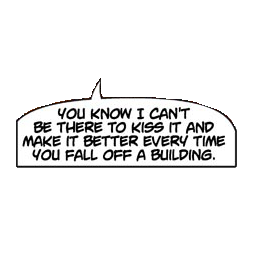 YOU KNOW I CAN'T
BE THERE TO KISS IT AND
MAKE IT BETTER EVERY TIME
YOU FALL OFF A BUILDING.